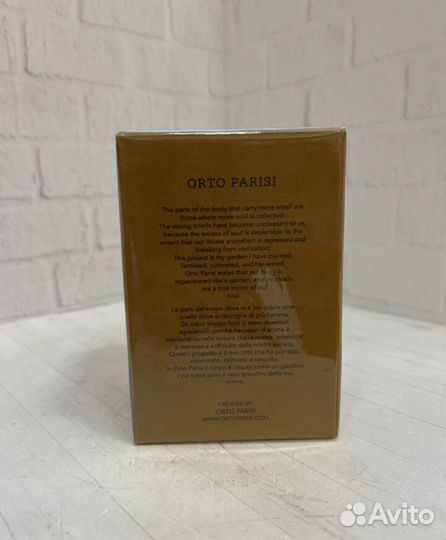 ORTO PARISI
The parts of the body that carry more smell are
those where more soul is collected.
The strong smells have become unpleasant to us,
because the excess of soul is intolerable to the
extent that our innate animalism is repressed and
breaking from civilisation.
This project is my garden I have planted,
fertilized, cultivated, and harvested.
Orto Parisi states that our body is
experienced like a garden, and its smells
are a true mirror of our
soul.
Le parti del corpo dove vi è più odore sono
quelle dove si raccoglie di più l'anima.
Gli odori troppo forti ci sono diventati
sgradevoli, perché l'eccesso d'anima è
intollerabile nella misura che la nostra animalità
è repressa e soffocata dalla nostra società.
Questo progetto è il mio orto che ho piantato,
concimato, coltivato e raccolto.
In Orto Parisi il corpo è vissuto come un giardino,
i cui odori sono il vero specchio della sua
anima.
CREATED BY
ORTO PARISI
WWW.ORTOPARISI.COM
Avito